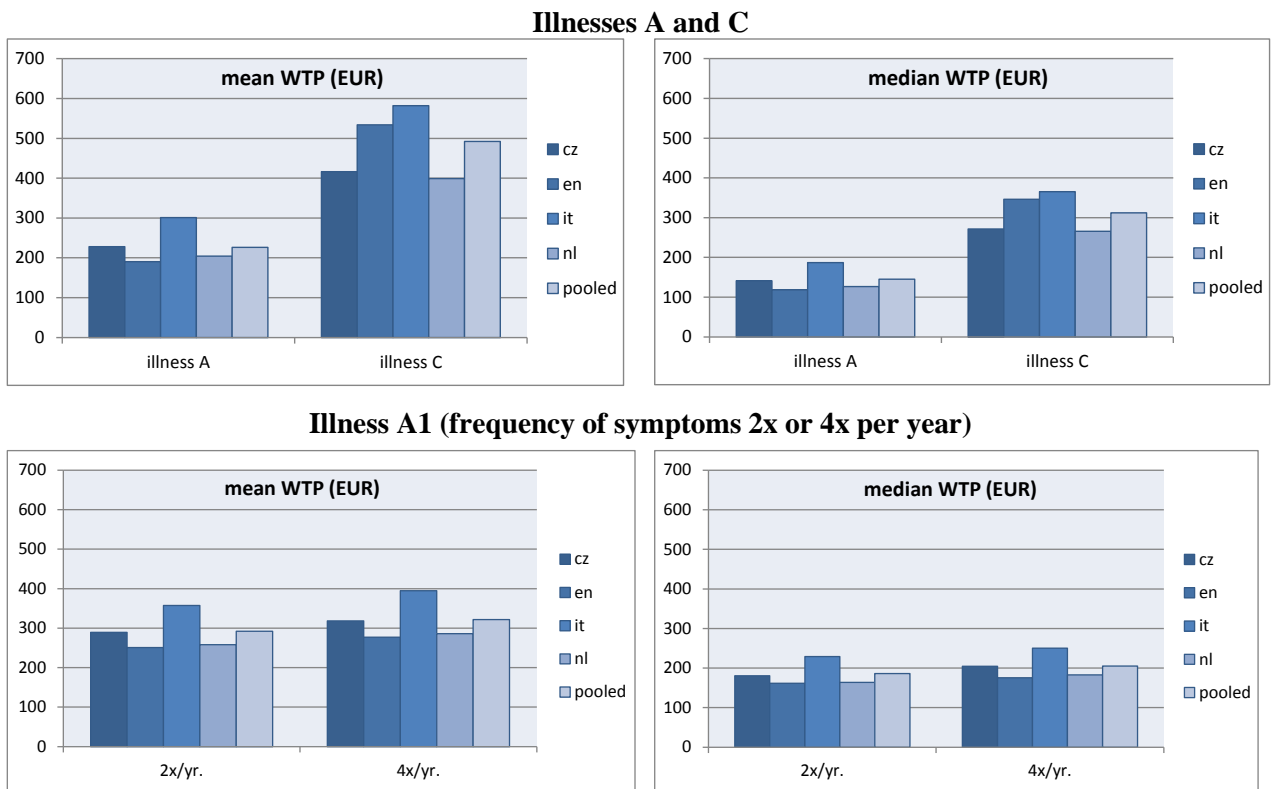 Illnesses A and C
mean WTP (EUR)
700
600
500
400
300
200
100
0
illness A
illness C
cz
en
it
nl
pooled
median WTP (EUR)
700
600
500
400
300
200
100
0
illness A
illness C
cz
en
it
nl
pooled
Illness A1 (frequency of symptoms 2x or 4x per year)
mean WTP (EUR)
700
600
500
400
300
200
100
0
2x/yr.
4x/yr.
cz
en
it
nl
pooled
median WTP (EUR)
700
600
500
400
300
200
100
0
2x/yr.
4x/yr.
cz
en
it
nl
pooled